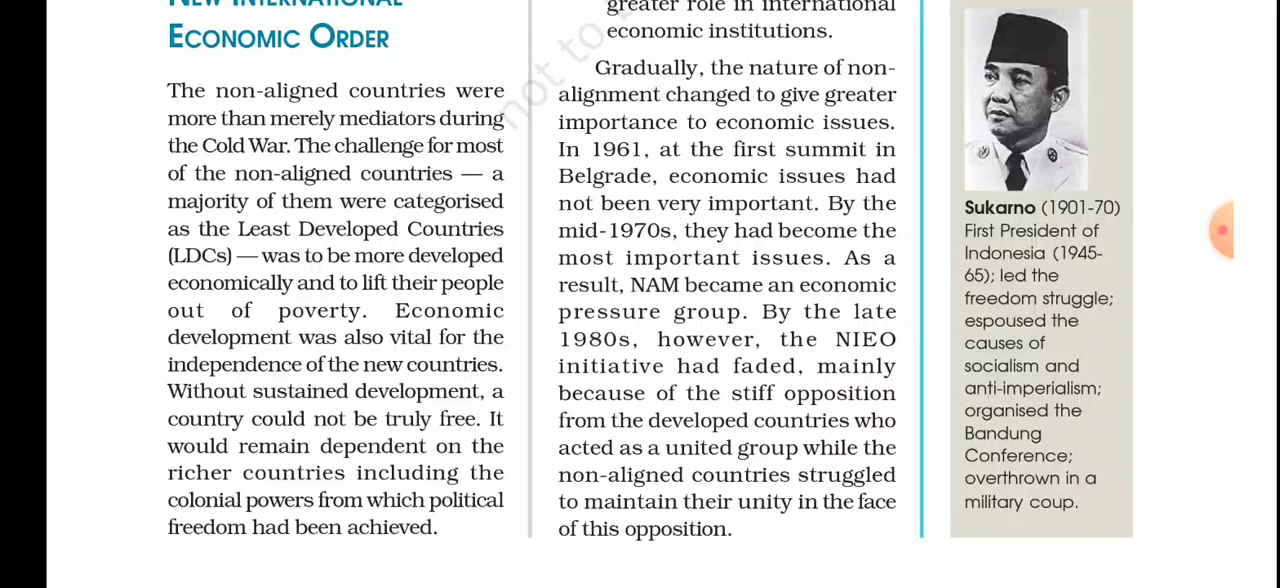 NEW INTERNATIONAL
ECONOMIC ORDER
The non-aligned countries were
more than merely mediators during
the Cold War. The challenge for most
of the non-aligned countries — a
majority of them were categorised
as the Least Developed Countries
(LDCs) — was to be more developed
economically and to lift their people
out of poverty. Economic
development was also vital for the
independence of the new countries.
Without sustained development, a
country could not be truly free. It
would remain dependent on the
richer countries including the
colonial powers from which political
freedom had been achieved.
greater role in international
economic institutions.
Gradually, the nature of non-
alignment changed to give greater
importance to economic issues.
In 1961, at the first summit in
Belgrade, economic issues had
not been very important. By the
mid-1970s, they had become the
most important issues. As a
result, NAM became an economic
pressure group. By the late
1980s, however, the NIEO
initiative had faded, mainly
because of the stiff opposition
from the developed countries who
acted as a united group while the
non-aligned countries struggled
to maintain their unity in the face
of this opposition.
Sukarno (1901-70)
First President of
Indonesia (1945-
65); led the
freedom struggle;
espoused the
causes of
socialism and
anti-imperialism;
organised the
Bandung
Conference;
overthrown in a
military coup.
not to